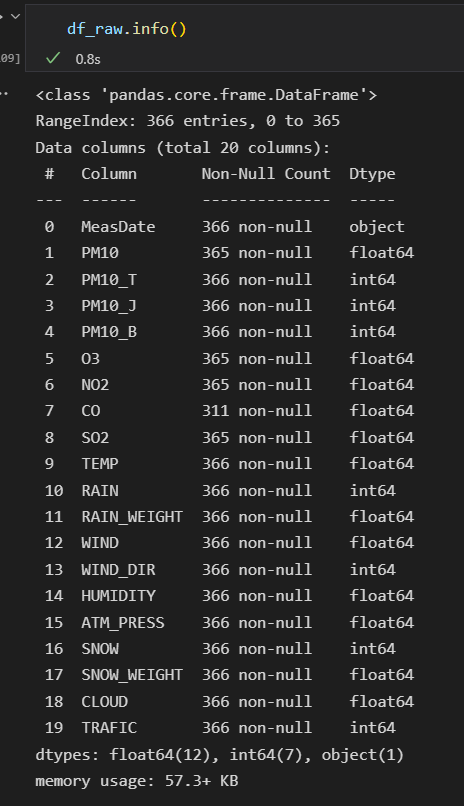 df_raw.info()
09]
0.8s
<class 'pandas.core.frame.DataFrame'>
RangeIndex: 366 entries, 0 to 365
Data columns (total 20 columns):
 #   Column       Non-Null Count  Dtype
---  ------       --------------  -----
 0   MeasDate     366 non-null    object
 1   PM10         365 non-null    float64
 2   PM10_T       366 non-null    int64
 3   PM10_J       366 non-null    int64
 4   PM10_B       366 non-null    int64
 5   O3           365 non-null    float64
 6   NO2          365 non-null    float64
 7   CO           311 non-null    float64
 8   SO2          365 non-null    float64
 9   TEMP         366 non-null    float64
 10  RAIN         366 non-null    int64
 11  RAIN_WEIGHT  366 non-null    float64
 12  WIND         366 non-null    float64
 13  WIND_DIR     366 non-null    int64
 14  HUMIDITY     366 non-null    float64
 15  ATM_PRESS    366 non-null    float64
 16  SNOW         366 non-null    int64
 17  SNOW_WEIGHT  366 non-null    float64
 18  CLOUD        366 non-null    float64
 19  TRAFIC       366 non-null    int64
dtypes: float64(12), int64(7), object(1)
memory usage: 57.3+ KB